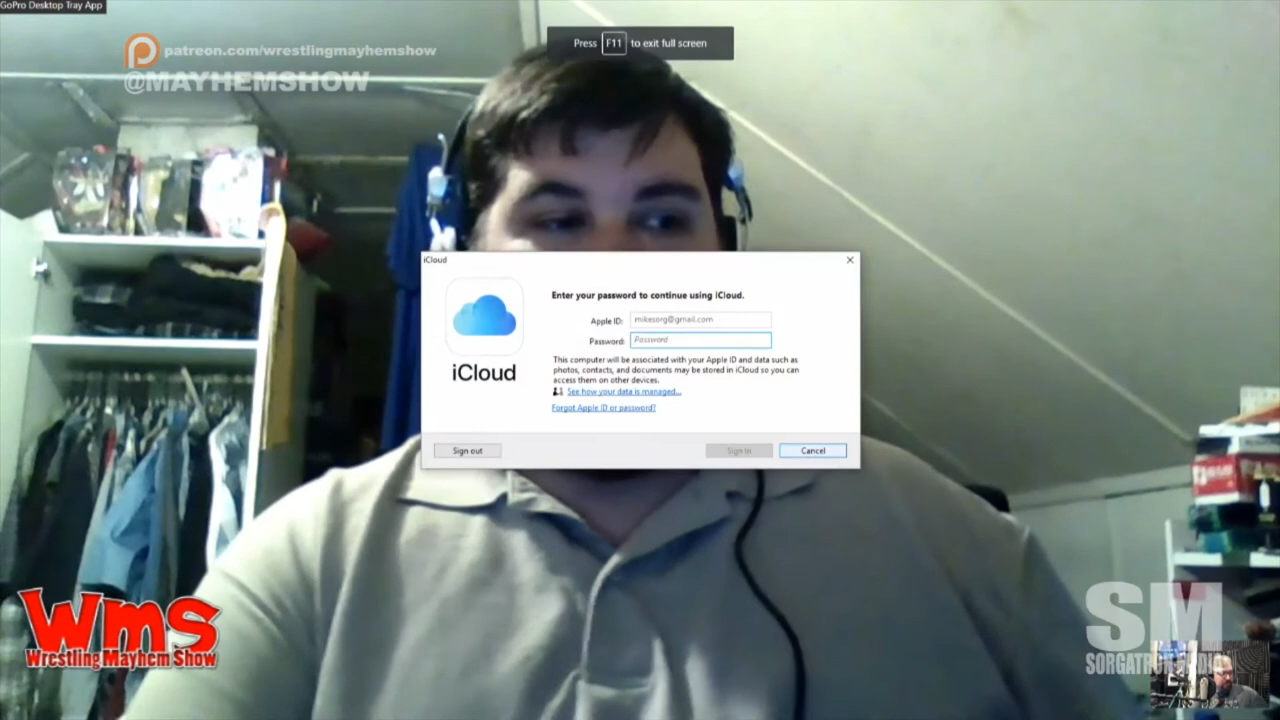 GoPro Desktop Tray App
patreon.com/wrestlingmayhemshow
@MAYHEMSHOW
Press F11 to exit full screen
iCloud
Enter your password to continue using iCloud.
Apple ID: mikesorg@gmail.com
Password: Password
This computer will be associated with your Apple ID and data such as
photos, contacts, and documents may be stored in iCloud so you can
access them on other devices.
See how your data is managed...
Forgot Apple ID or password?
iCloud
Sign out
Sign In
Cancel
WMS
Wrestling Mayhem Show
SM
SORGATRON MEDIA